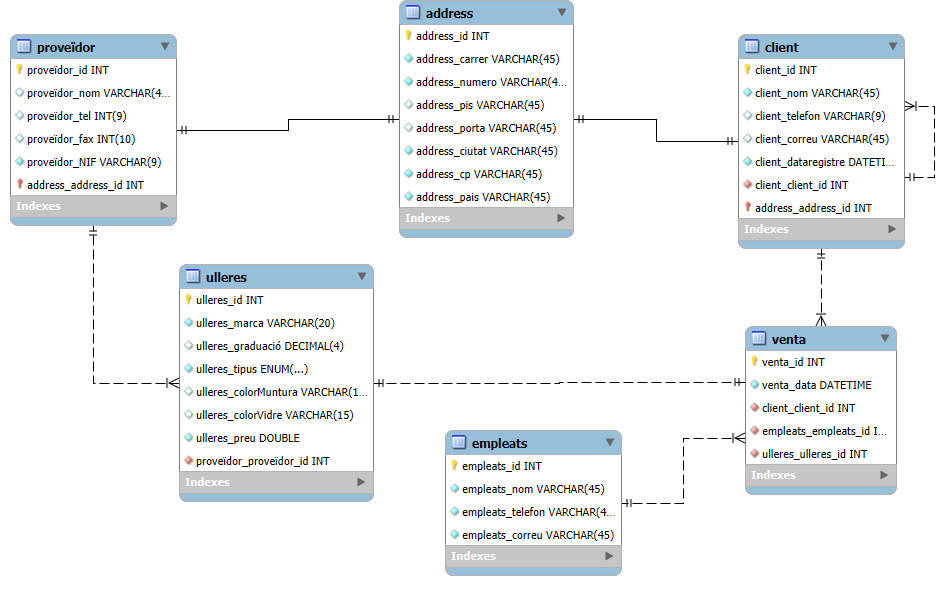 address
address_id INT
address_carrer VARCHAR(45)
address_numero VARCHAR(4...
address_pis VARCHAR(45)
address_porta VARCHAR(45)
address_ciutat VARCHAR(45)
address_cp VARCHAR(45)
address_pais VARCHAR(45)
Indexes
proveïdor
proveïdor_id INT
proveïdor_nom VARCHAR(4...
proveïdor_tel INT(9)
proveïdor_fax INT(10)
proveïdor_NIF VARCHAR(9)
address_address_id INT
Indexes
client
client_id INT
client_nom VARCHAR(45)
client_telefon VARCHAR(9)
client_correu VARCHAR(45)
client_dataregistre DATETI...
client_client_id INT
address_address_id INT
Indexes
ulleres
ulleres_id INT
ulleres_marca VARCHAR(20)
ulleres_graduació DECIMAL(4)
ulleres_tipus ENUM(...)
ulleres_colorMuntura VARCHAR(1...
ulleres_colorVidre VARCHAR(15)
ulleres_preu DOUBLE
proveïdor_proveïdor_id INT
Indexes
venta
venta_id INT
venta_data DATETIME
client_client_id INT
empleats_empleats_id I...
ulleres_ulleres_id INT
Indexes
empleats
empleats_id INT
empleats_nom VARCHAR(45)
empleats_telefon VARCHAR(4...
empleats_correu VARCHAR(45)
Indexes